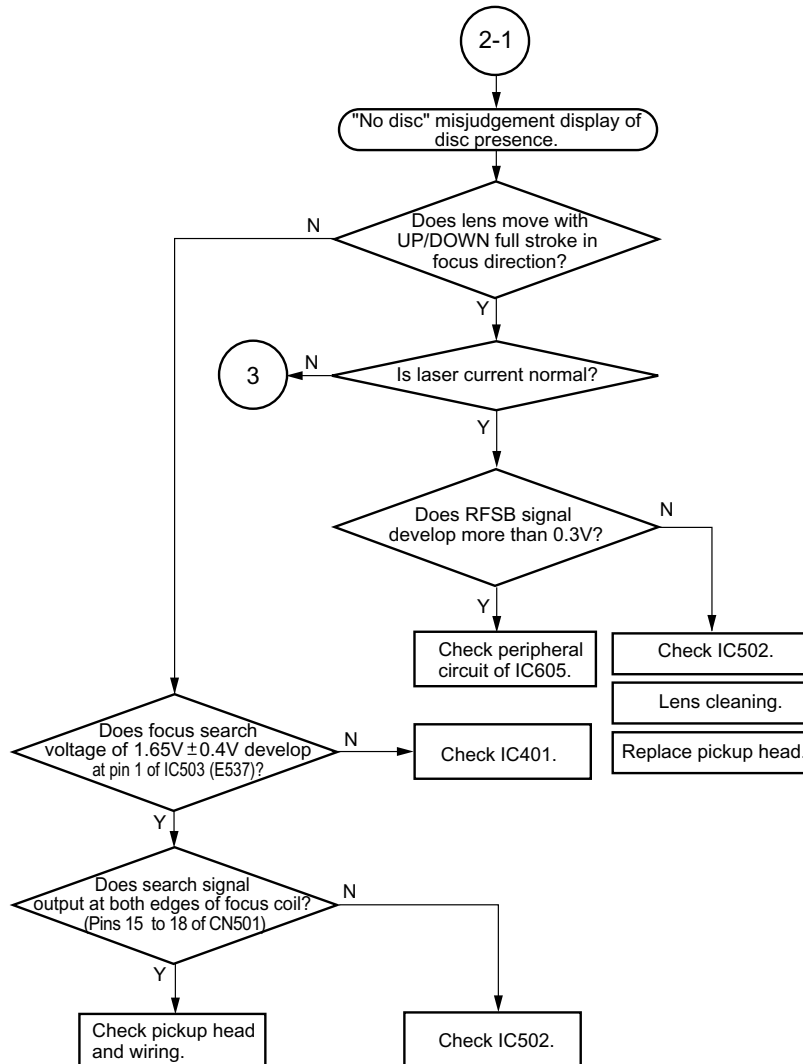 2-1
"No disc" misjudgement display of
disc presence.
Does lens move with
UP/DOWN full stroke in
focus direction?
N
Y
3
N
Is laser current normal?
Y
Does RFSB signal
develop more than 0.3V?
N
Y
Check peripheral
circuit of IC605.
Check IC502.
Lens cleaning.
Replace pickup head.
Does focus search
voltage of 1.65V±0.4V develop
at pin 1 of IC503 (E537)?
N
Check IC401.
Y
Does search signal
output at both edges of focus coil?
(Pins 15 to 18 of CN501)
N
Y
Check pickup head
and wiring.
Check IC502.